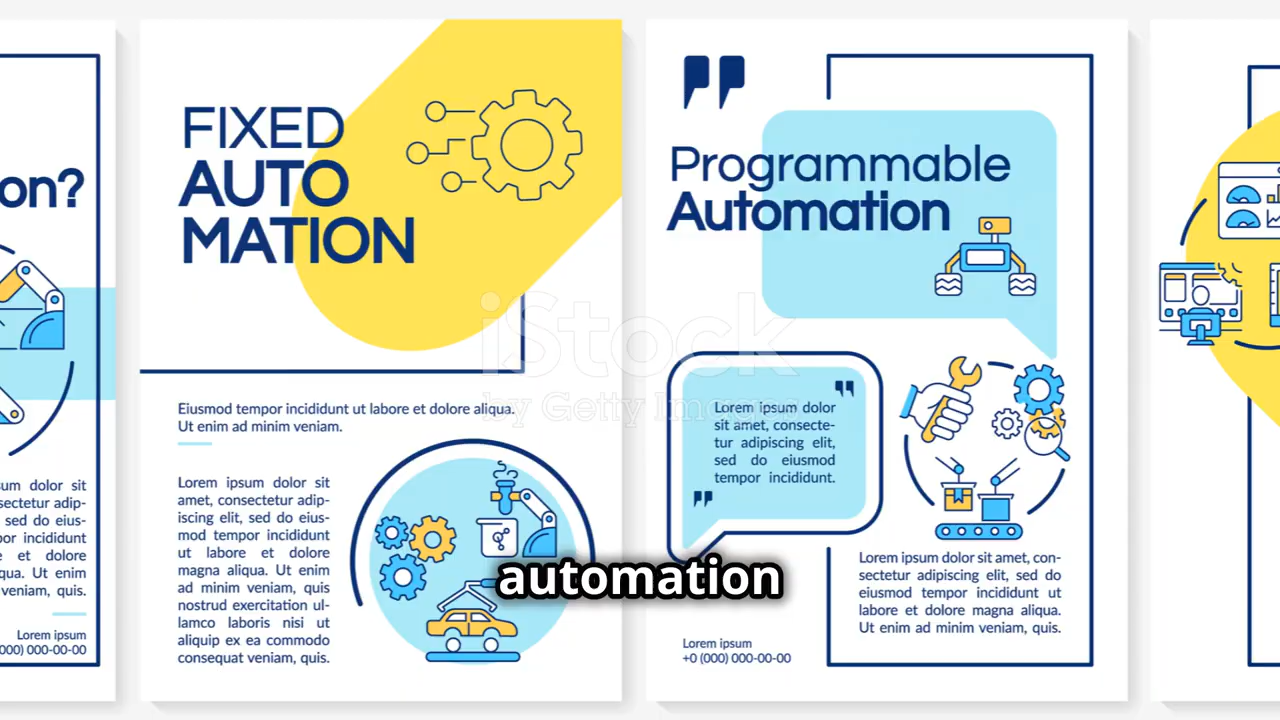 on?
sum dolor sit
sectetur adip-
sed do eius-
ncididunt ut
et dolore
qua. Ut enim
veniam, quis.
Lorem ipsum
(000) 000-00-00
FIXED
AUTO
MATION
Eiusmod tempor incididunt ut labore et dolore aliqua.
Ut enim ad minim veniam.
Lorem ipsum dolor sit
amet, consectetur adip-
iscing elit, sed do eius-
mod tempor incididunt
ut labore et dolore
magna aliqua. Ut enim
ad minim veniam, quis
nostrud exercitation ul-
lamco laboris nisi ut
aliquip ex ea commodo
consequat veniam, quis.
Programmable
Automation
Lorem ipsum dolor
sit amet, consecte-
tur adipiscing elit,
sed do eiusmod
tempor incididunt.
Lorem ipsum dolor sit amet, con-
sectetur adipiscing elit, sed do
eiusmod tempor incididunt ut
labore et dolore magna aliqua.
Ut enim ad minim veniam, quis.
Lorem ipsum
+0 (000) 000-00-00
iStock
by Getty Images
automation